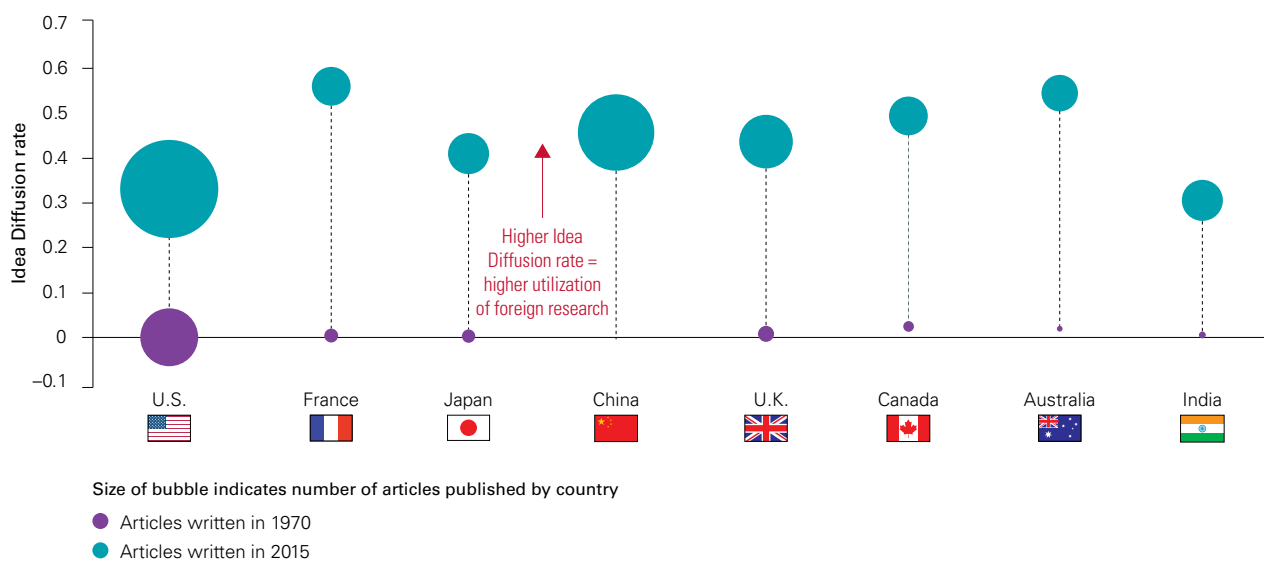 0.7
0.6
0.5
0.4
0.3
0.2
0.1
0
–0.1
Idea Diffusion rate
Higher Idea
Diffusion rate =
higher utilization
of foreign research
U.S.
France
Japan
China
U.K.
Canada
Australia
India
Size of bubble indicates number of articles published by country
Articles written in 1970
Articles written in 2015